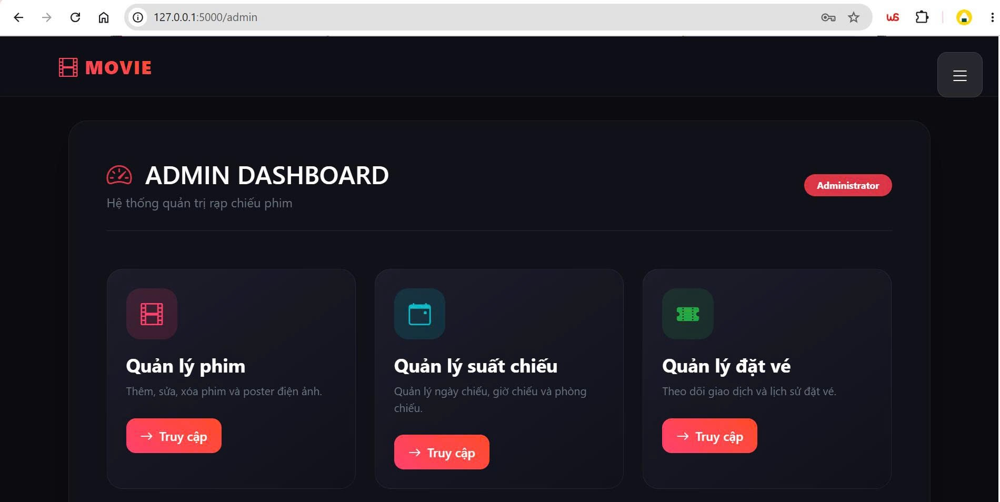 127.0.0.1:5000/admin
MOVIE
ADMIN DASHBOARD
Hệ thống quản trị rạp chiếu phim
Administrator
Quản lý phim
Thêm, sửa, xóa phim và poster điện ảnh.
Truy cập
Quản lý suất chiếu
Quản lý ngày chiếu, giờ chiếu và phòng
chiếu.
Truy cập
Quản lý đặt vé
Theo dõi giao dịch và lịch sử đặt vé.
Truy cập